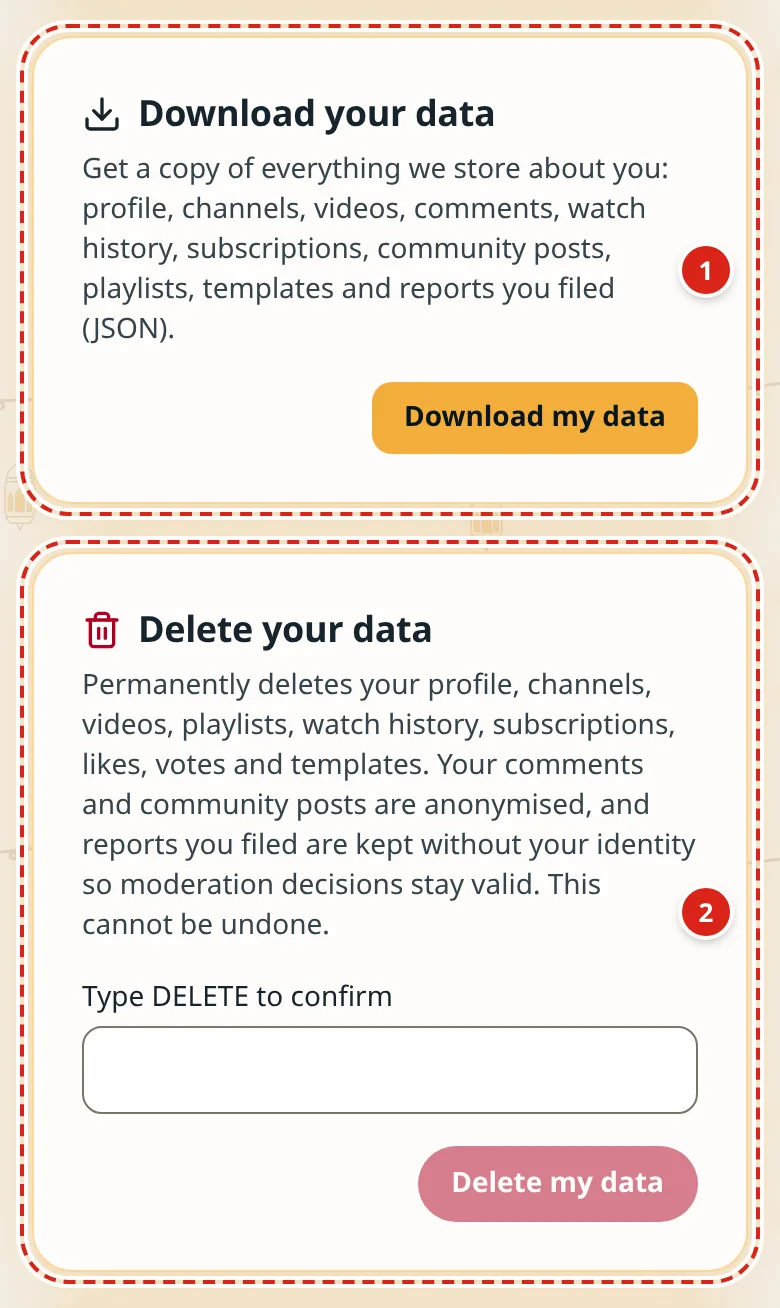 Download your data
Get a copy of everything we store about you:
profile, channels, videos, comments, watch
history, subscriptions, community posts,
playlists, templates and reports you filed
(JSON).
1
Download my data
Delete your data
Permanently deletes your profile, channels,
videos, playlists, watch history, subscriptions,
likes, votes and templates. Your comments
and community posts are anonymised, and
reports you filed are kept without your identity
so moderation decisions stay valid. This
cannot be undone.
2
Type DELETE to confirm
Delete my data